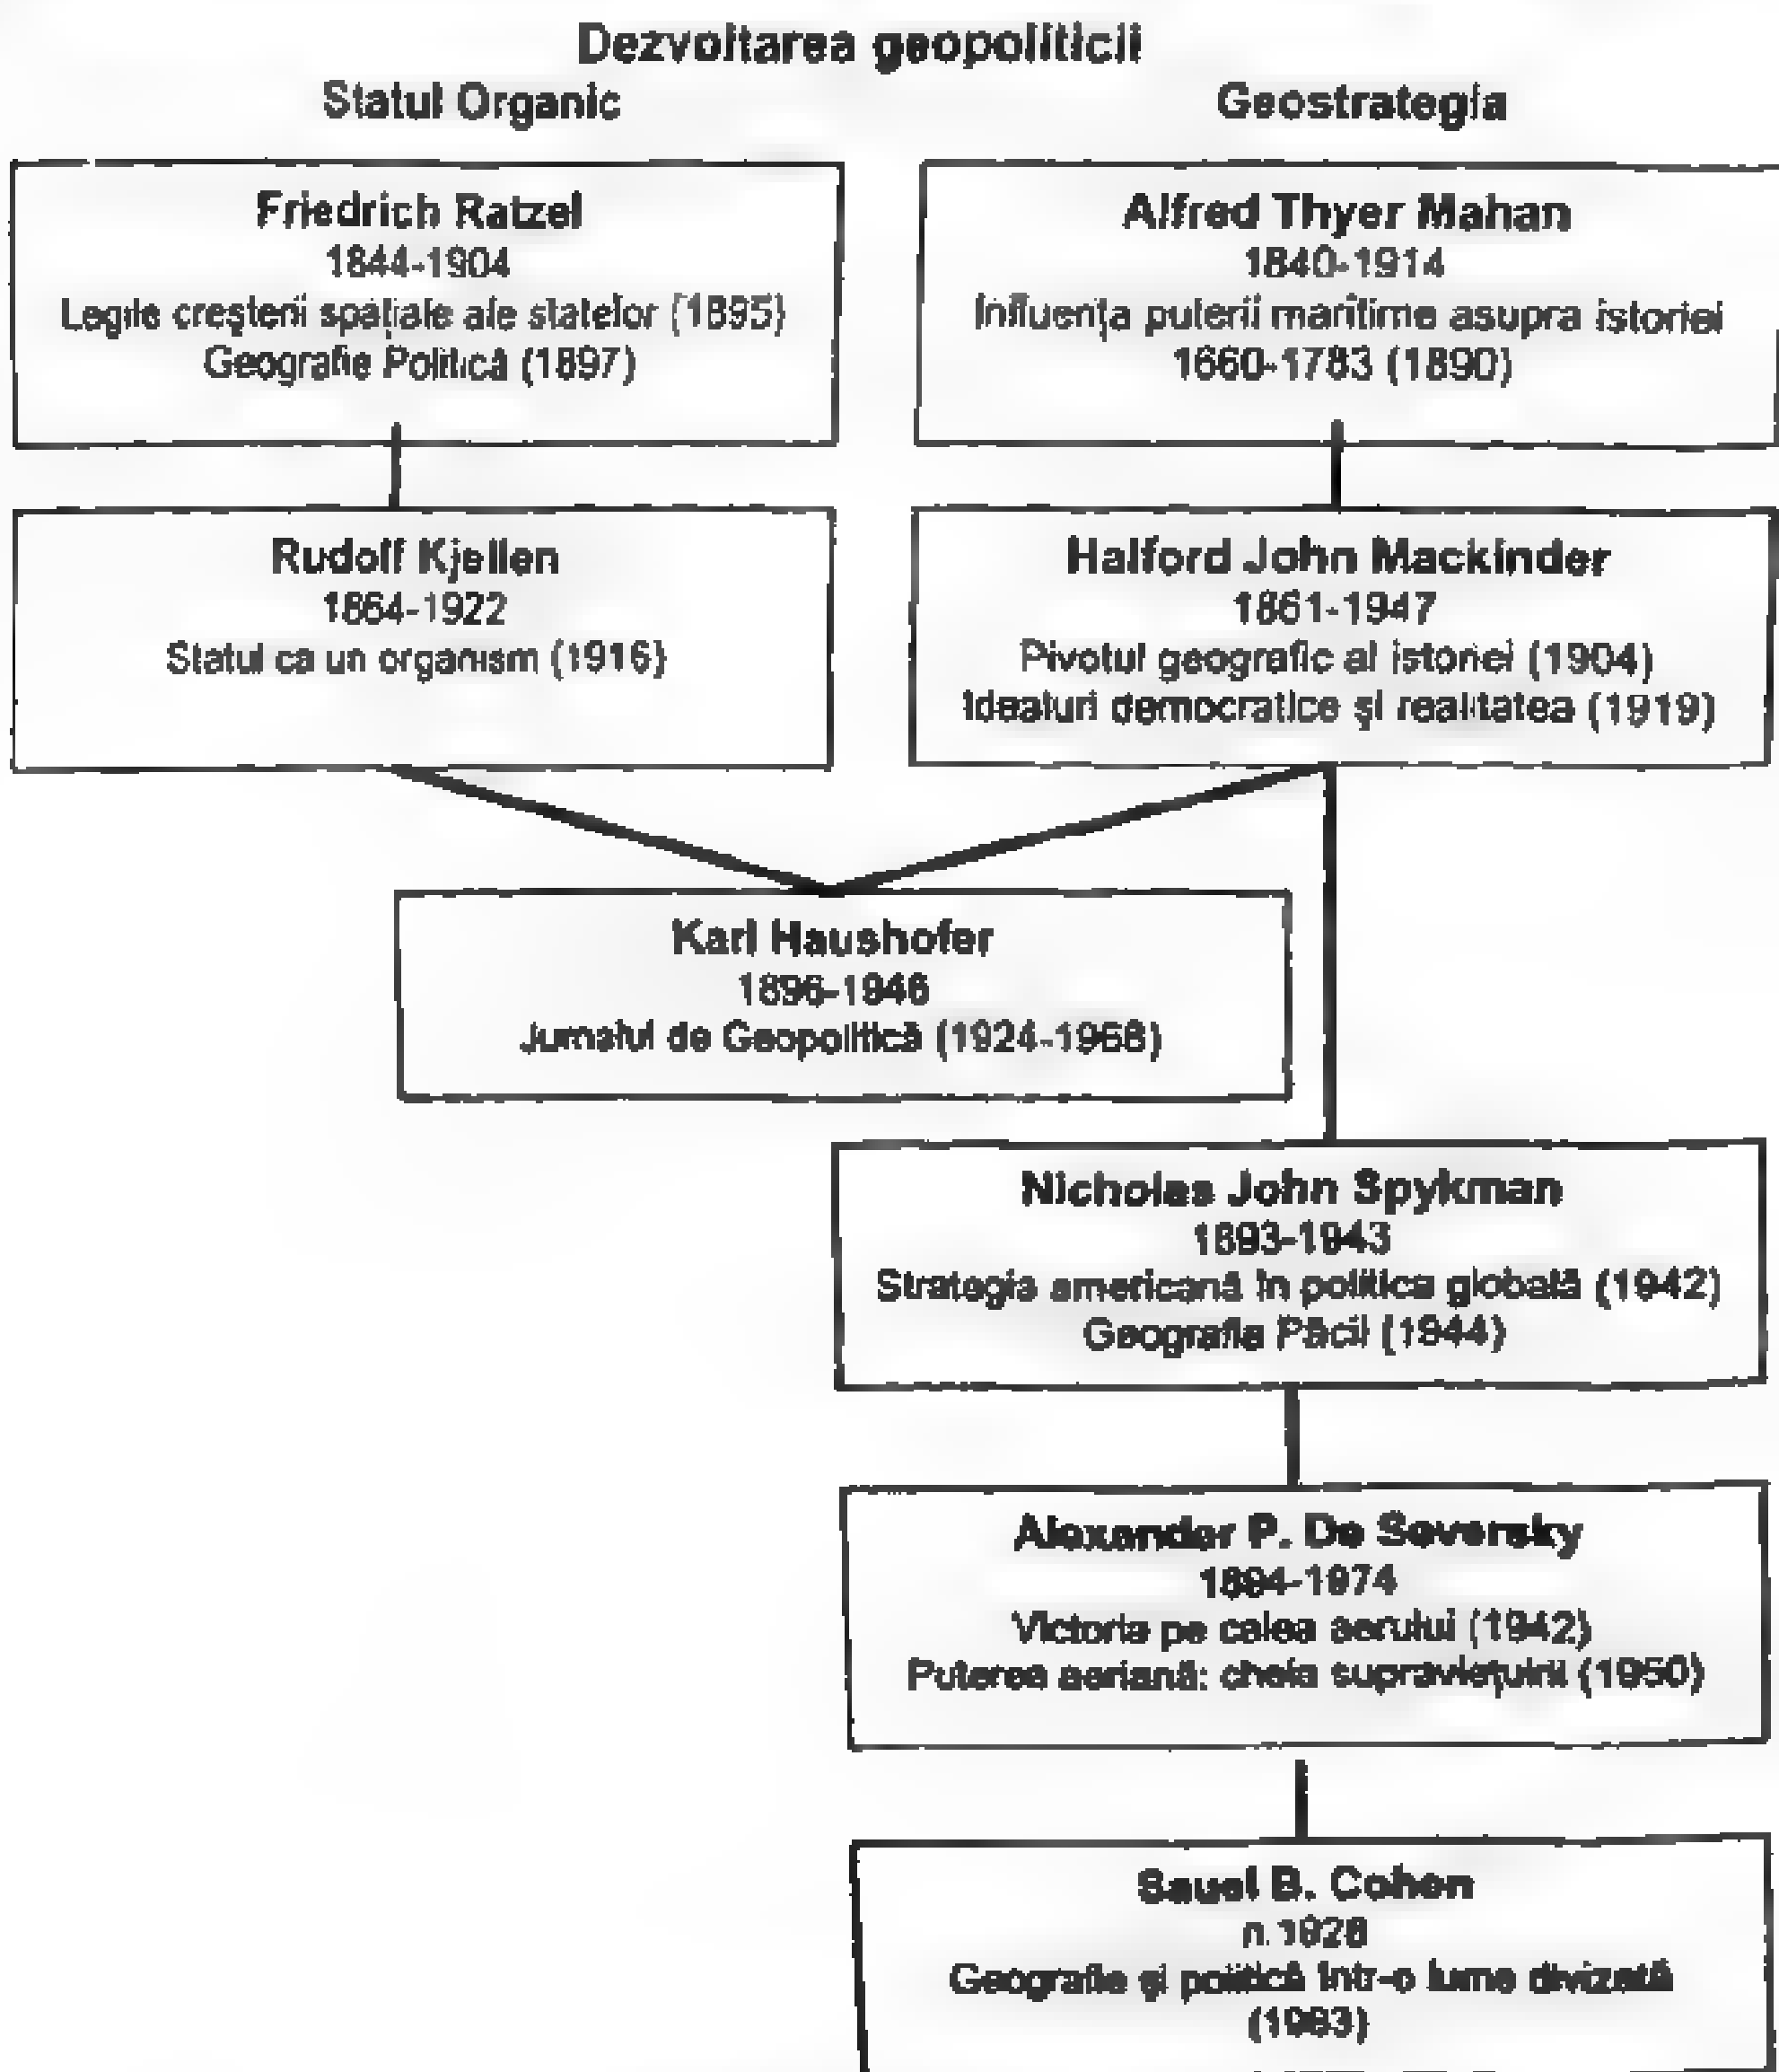 Dezvoltarea geopoliticii
Statul Organic
Geostrategia
Friedrich Ratzel
1844-1904
Legile creşterii spaţiale ale statelor (1895)
Geografie Politică (1897)
Alfred Thyer Mahan
1840-1914
Influenţa puterii maritime asupra istoriei
1660-1783 (1890)
Rudolf Kjellen
1864-1922
Statul ca un organism (1916)
Halford John Mackinder
1861-1947
Pivotul geografic al istoriei (1904)
Idealuri democratice şi realitatea (1919)
Karl Haushofer
1896-1946
Jurnalul de Geopolitică (1924-1968)
Nicholas John Spykman
1893-1943
Strategia americană în politica globală (1942)
Geografia Păcii (1944)
Alexander P. De Seversky
1894-1974
Victoria pe calea aerului (1942)
Puterea aeriană: cheia supravieţuirii (1950)
B. Cohen
n. 1928
Geografie şi politică într-o lume divizată